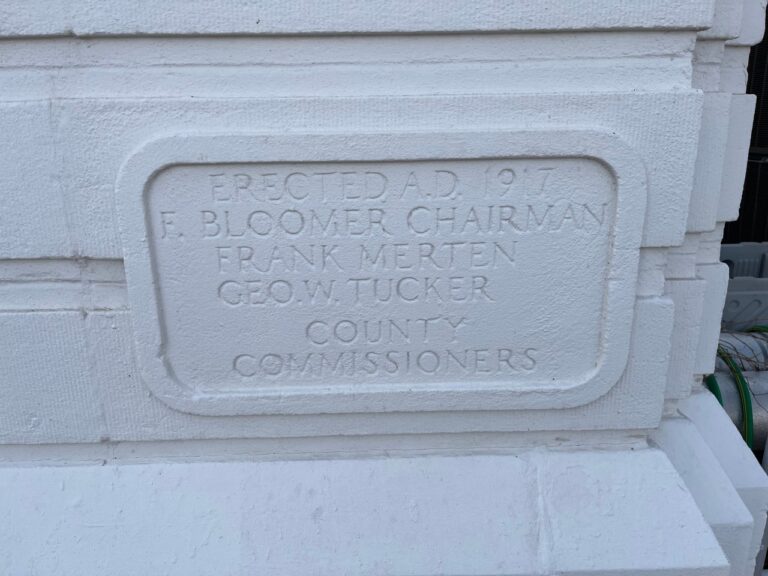 ERECTED A.D. 1917
F. BLOOMER CHAIRMAN
FRANK MERTEN
GEO. W. TUCKER
COUNTY
COMMISSIONERS